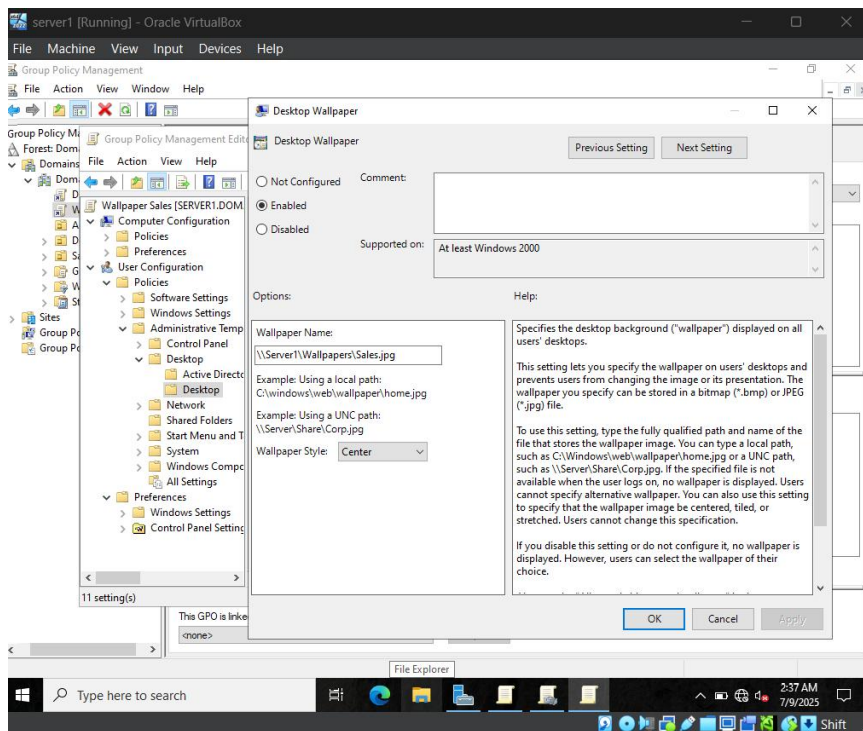 server1 [Running] - Oracle VirtualBox
File Machine View Input Devices Help
Group Policy Management
File Action View Window Help
Group Policy Ma
Forest: Dom
Domains
Dom
D
W
A
D
Sa
G
W
St
Sites
Group Po
Group Po
Group Policy Management Edito
File Action View Help
Wallpaper Sales [SERVER1.DOM
Computer Configuration
Policies
Preferences
User Configuration
Policies
Software Settings
Windows Settings
Administrative Temp
Control Panel
Desktop
Active Directo
Desktop
Network
Shared Folders
Start Menu and T
System
Windows Compo
All Settings
Preferences
Windows Settings
Control Panel Setting
11 setting(s)
This GPO is linke
<none>
Desktop Wallpaper
Desktop Wallpaper
Previous Setting Next Setting
Not Configured
Enabled
Disabled
Comment:
Supported on: At least Windows 2000
Options:
Wallpaper Name:
\\Server1\Wallpapers\Sales.jpg
Example: Using a local path:
C:\windows\web\wallpaper\home.jpg
Example: Using a UNC path:
\\Server\Share\Corp.jpg
Wallpaper Style: Center
Help:
Specifies the desktop background ("wallpaper") displayed on all
users' desktops.
This setting lets you specify the wallpaper on users' desktops and
prevents users from changing the image or its presentation. The
wallpaper you specify can be stored in a bitmap (*.bmp) or JPEG
(*.jpg) file.
To use this setting, type the fully qualified path and name of the
file that stores the wallpaper image. You can type a local path,
such as C:\Windows\web\wallpaper\home.jpg or a UNC path,
such as \\Server\Share\Corp.jpg. If the specified file is not
available when the user logs on, no wallpaper is displayed. Users
cannot specify alternative wallpaper. You can also use this setting
to specify that the wallpaper image be centered, tiled, or
stretched. Users cannot change this specification.
If you disable this setting or do not configure it, no wallpaper is
displayed. However, users can select the wallpaper of their
choice.
OK Cancel Apply
File Explorer
Type here to search
2:37 AM
7/9/2025
Shift